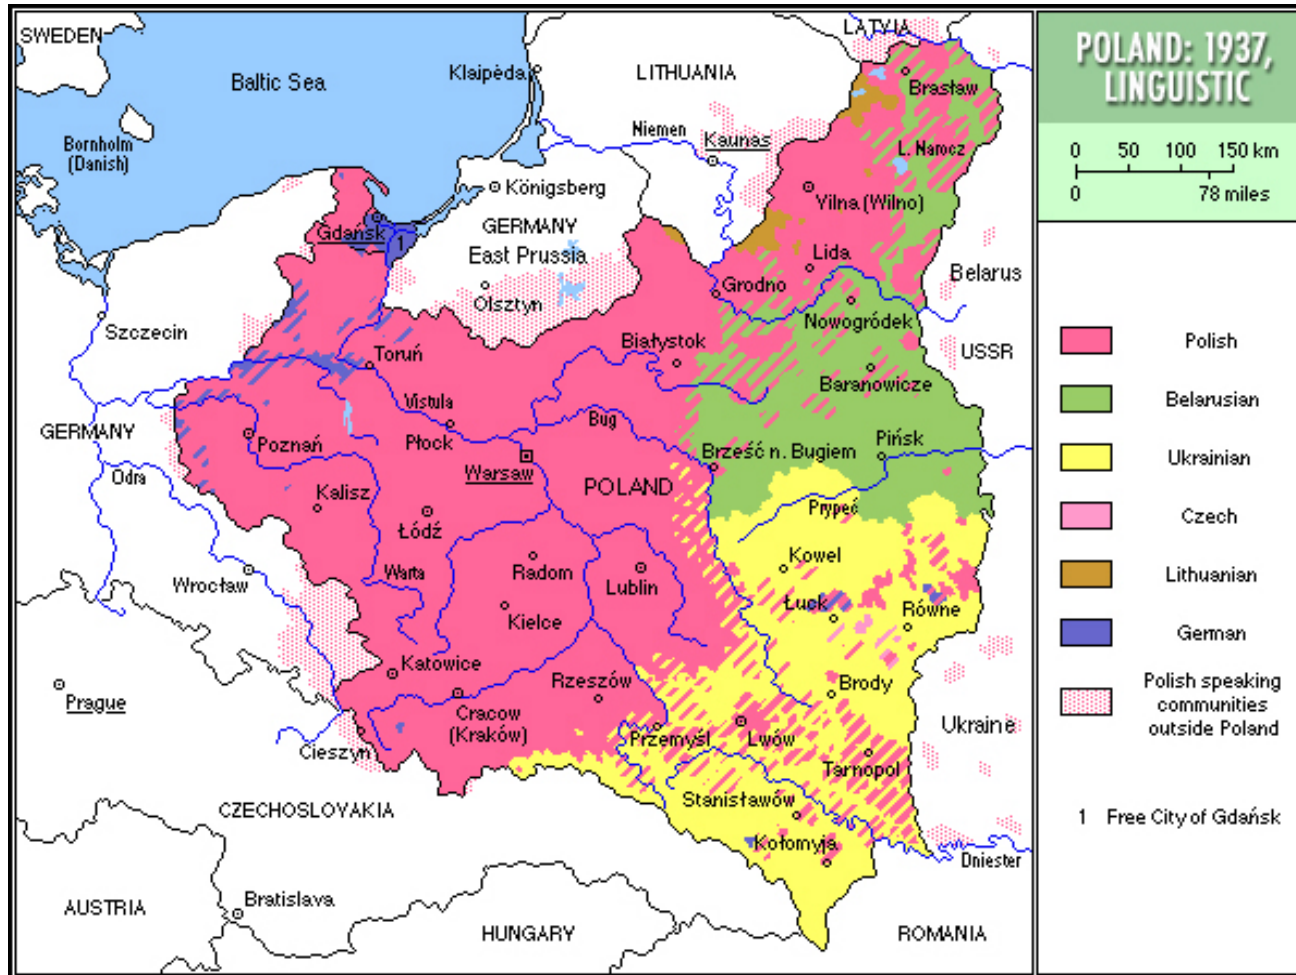 SWEDEN
Baltic Sea
Klaipėda
LITHUANIA
LATVIA
Brasław
Bornholm
(Danish)
Niemen
Kaunas
L. Narocz
Königsberg
Vilna (Wilno)
Gdańsk
1
GERMANY
East Prussia
Lida
Belarus
Olsztyn
Grodno
Szczecin
Nowogródek
Toruń
Białystok
USSR
Baranowicze
Vistula
Bug
GERMANY
Poznań
Płock
Pińsk
Warsaw
Brześć n. Bugiem
Odra
POLAND
Kalisz
Łódź
Prypeć
Kowel
Wrocław
Warta
Radom
Lublin
Łuck
Równe
Kielce
Katowice
Rzeszów
Brody
Prague
Cracow
(Kraków)
Przemyśl
Lwów
Ukraine
Cieszyn
Tarnopol
CZECHOSLOVAKIA
Stanisławów
Kołomyja
Dniester
AUSTRIA
Bratislava
HUNGARY
ROMANIA
POLAND: 1937,
LINGUISTIC
0 50 100 150 km
0 78 miles
Polish
Belarusian
Ukrainian
Czech
Lithuanian
German
Polish speaking
communities
outside Poland
1 Free City of Gdańsk